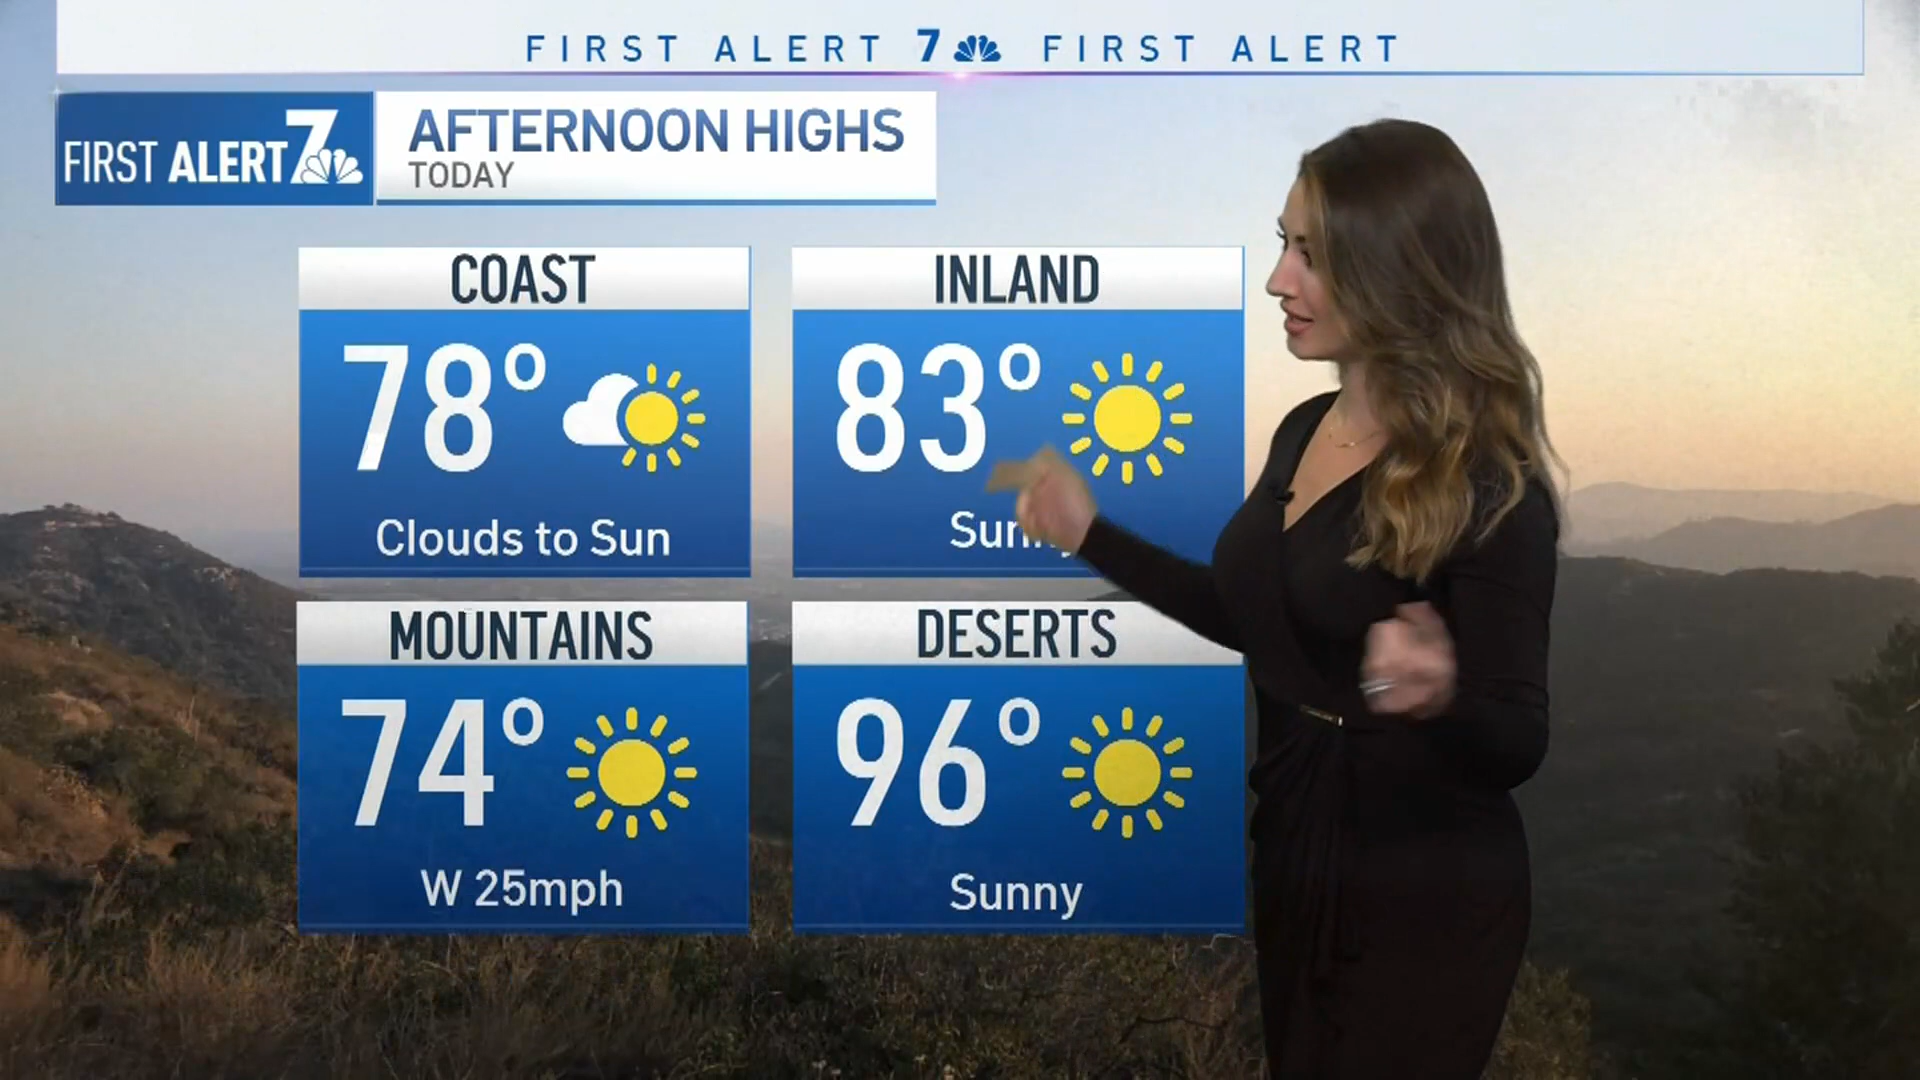 FIRST ALERT 7 FIRST ALERT
FIRST ALERT 7
AFTERNOON HIGHS
TODAY
COAST
78°
Clouds to Sun
INLAND
83°
Sunny
MOUNTAINS
74°
W 25mph
DESERTS
96°
Sunny